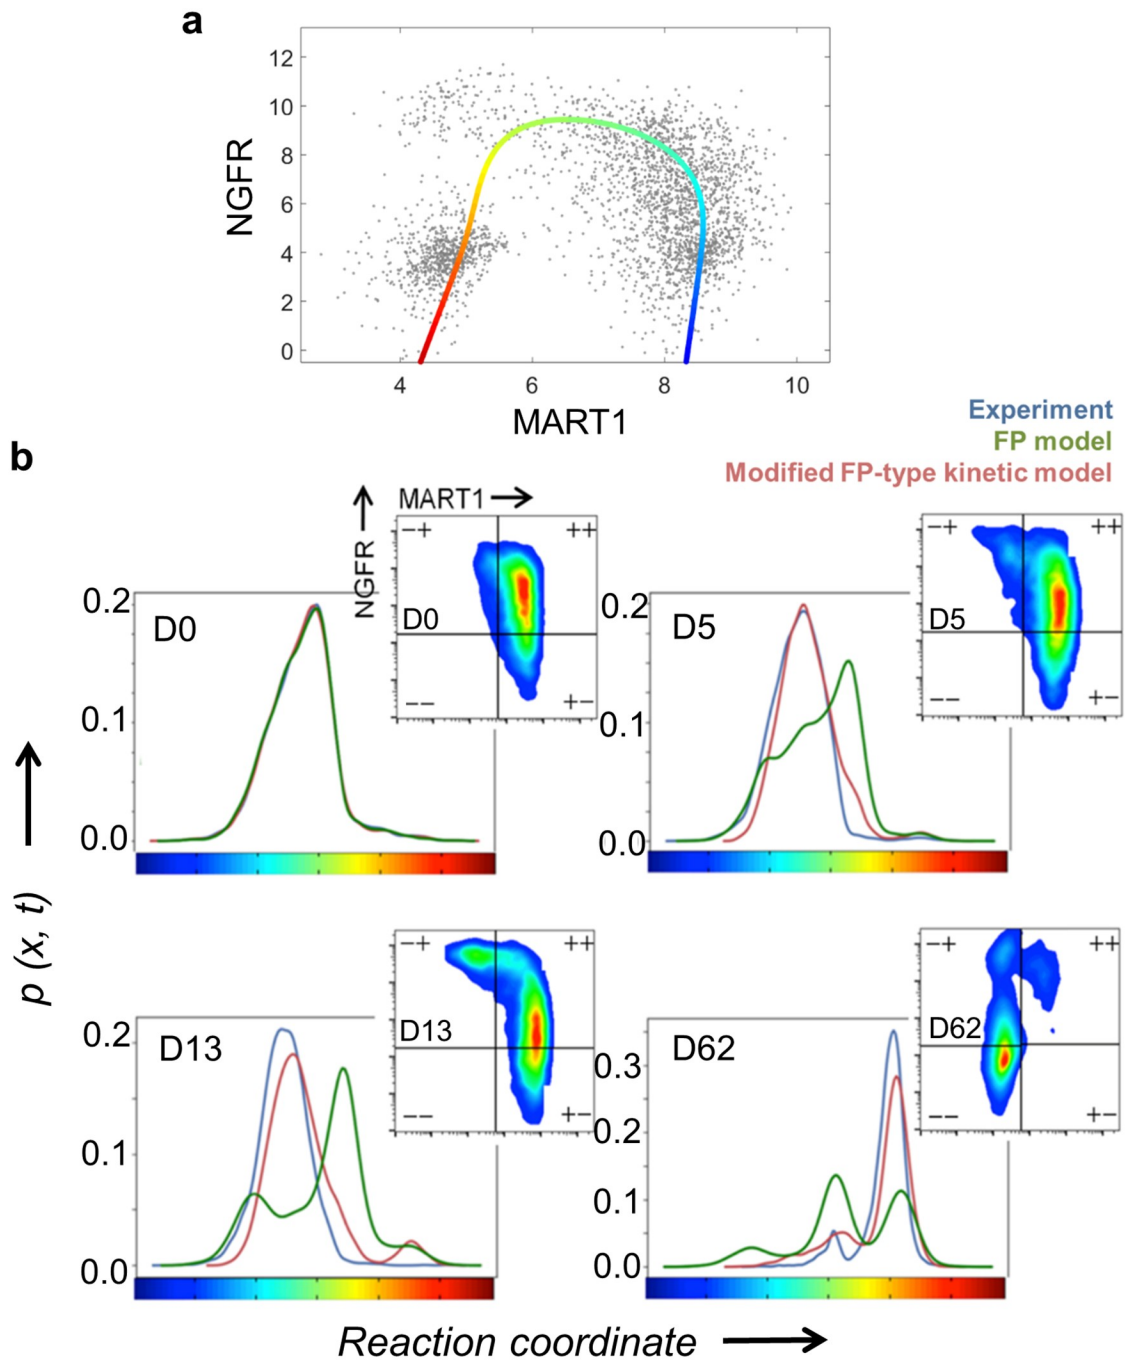 a
NGFR
12
10
8
6
4
2
0
4 6 8 10
MART1
Experiment
FP model
Modified FP-type kinetic model
b
MART1
NGFR
−+ ++
D0
−− +−
−+ ++
D5
−− +−
0.2
0.1
0.0
D0
0.2
0.1
0.0
D5
p (x, t)
−+ ++
D13
−− +−
−+ ++
D62
−− +−
0.2
0.1
0.0
D13
0.3
0.2
0.1
0.0
D62
Reaction coordinate